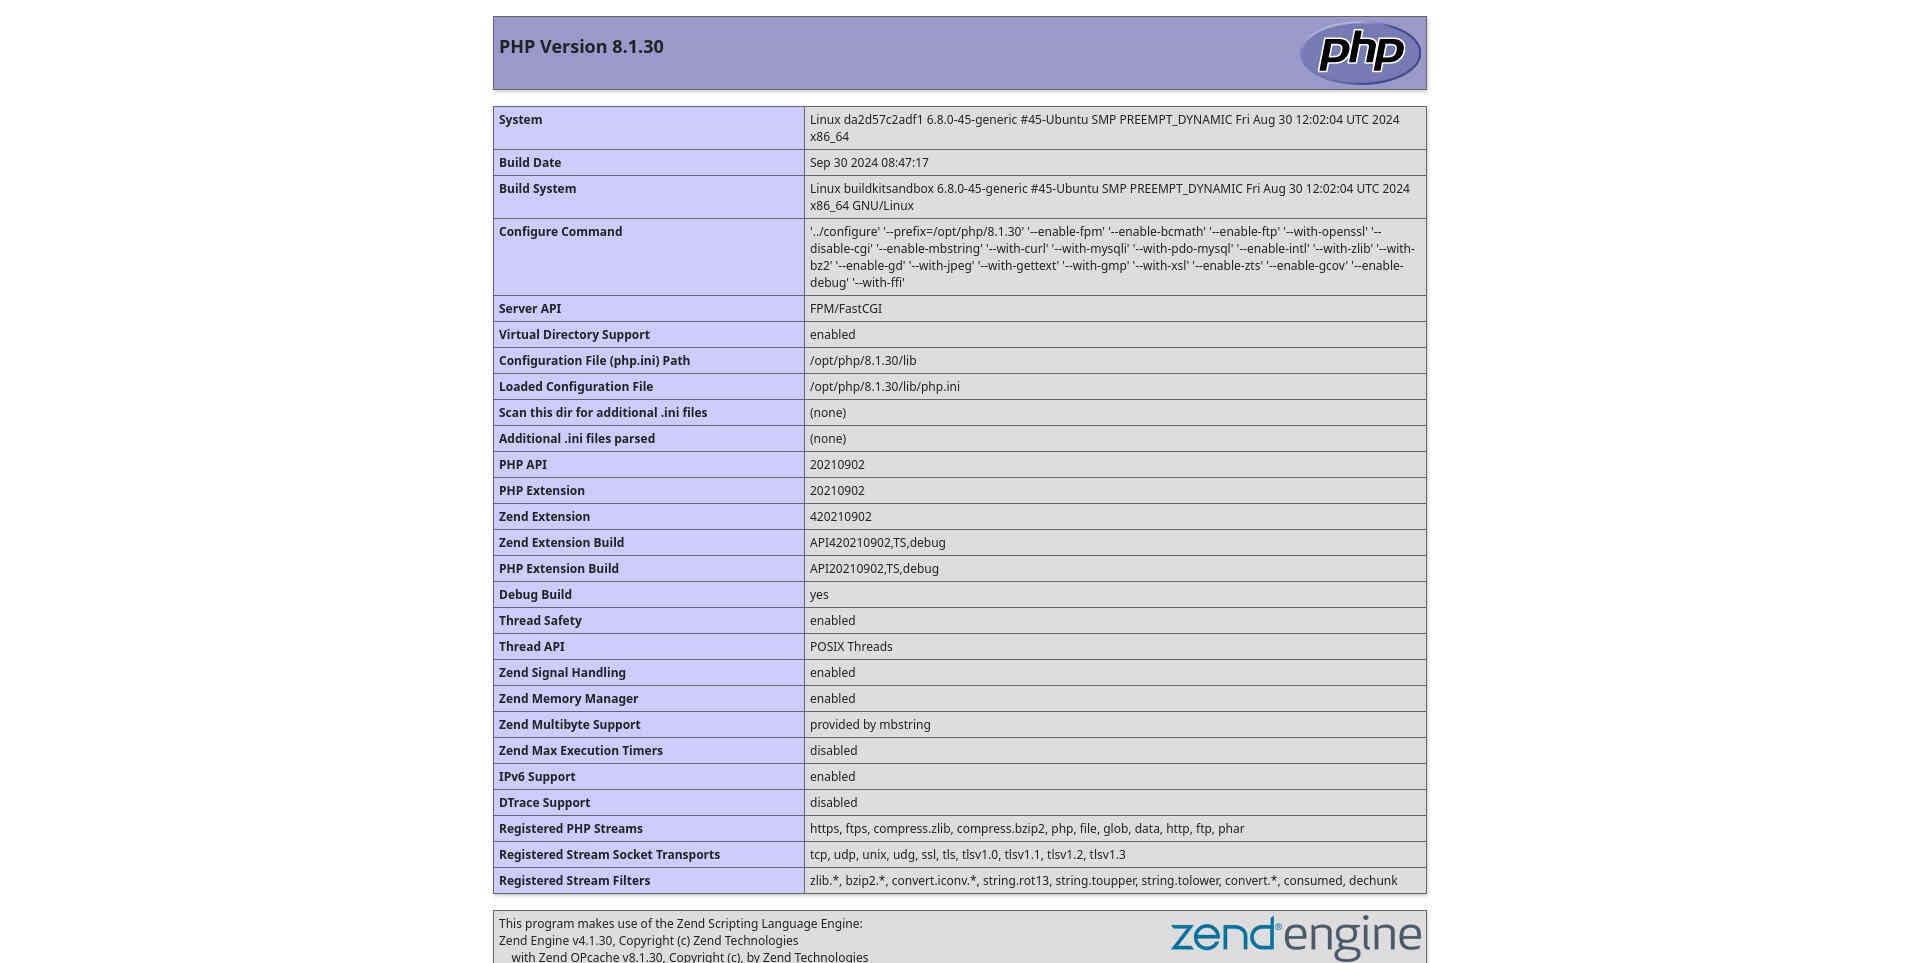 PHP Version 8.1.30
php
System
Linux da2d57c2adf1 6.8.0-45-generic #45-Ubuntu SMP PREEMPT_DYNAMIC Fri Aug 30 12:02:04 UTC 2024
x86_64
Build Date
Sep 30 2024 08:47:17
Build System
Linux buildkitsandbox 6.8.0-45-generic #45-Ubuntu SMP PREEMPT_DYNAMIC Fri Aug 30 12:02:04 UTC 2024
x86_64 GNU/Linux
Configure Command
'../configure' '--prefix=/opt/php/8.1.30' '--enable-fpm' '--enable-bcmath' '--enable-ftp' '--with-openssl' '--
disable-cgi' '--enable-mbstring' '--with-curl' '--with-mysqli' '--with-pdo-mysql' '--enable-intl' '--with-zlib' '--with-
bz2' '--enable-gd' '--with-jpeg' '--with-gettext' '--with-gmp' '--with-xsl' '--enable-zts' '--enable-gcov' '--enable-
debug' '--with-ffi'
Server API
FPM/FastCGI
Virtual Directory Support
enabled
Configuration File (php.ini) Path
/opt/php/8.1.30/lib
Loaded Configuration File
/opt/php/8.1.30/lib/php.ini
Scan this dir for additional .ini files
(none)
Additional .ini files parsed
(none)
PHP API
20210902
PHP Extension
20210902
Zend Extension
420210902
Zend Extension Build
API420210902,TS,debug
PHP Extension Build
API20210902,TS,debug
Debug Build
yes
Thread Safety
enabled
Thread API
POSIX Threads
Zend Signal Handling
enabled
Zend Memory Manager
enabled
Zend Multibyte Support
provided by mbstring
Zend Max Execution Timers
disabled
IPv6 Support
enabled
DTrace Support
disabled
Registered PHP Streams
https, ftps, compress.zlib, compress.bzip2, php, file, glob, data, http, ftp, phar
Registered Stream Socket Transports
tcp, udp, unix, udg, ssl, tls, tlsv1.0, tlsv1.1, tlsv1.2, tlsv1.3
Registered Stream Filters
zlib.*, bzip2.*, convert.iconv.*, string.rot13, string.toupper, string.tolower, convert.*, consumed, dechunk
This program makes use of the Zend Scripting Language Engine:
Zend Engine v4.1.30, Copyright (c) Zend Technologies
with Zend OPcache v8.1.30, Copyright (c), by Zend Technologies
zend® engine